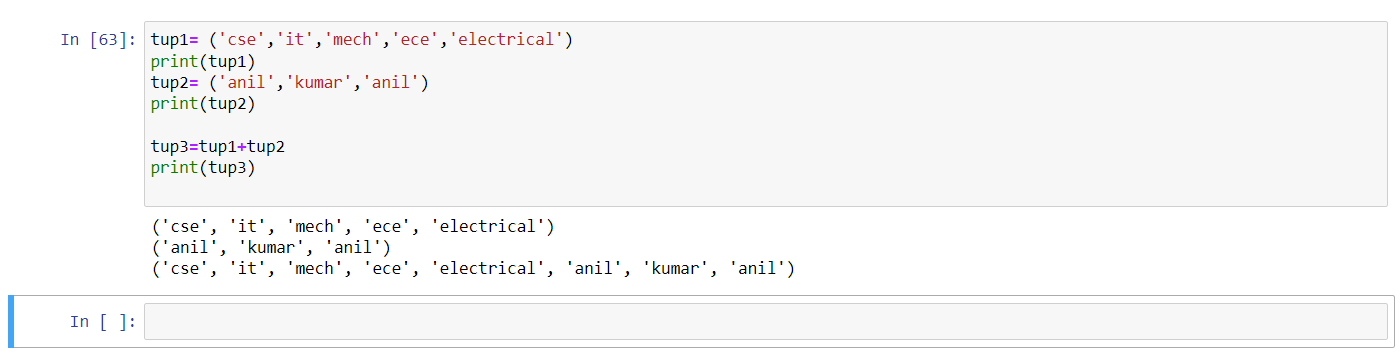 In [63]: tup1= ('cse','it','mech','ece','electrical')
print(tup1)
tup2= ('anil','kumar','anil')
print(tup2)
tup3=tup1+tup2
print(tup3)
('cse', 'it', 'mech', 'ece', 'electrical')
('anil', 'kumar', 'anil')
('cse', 'it', 'mech', 'ece', 'electrical', 'anil', 'kumar', 'anil')
In [ ]: